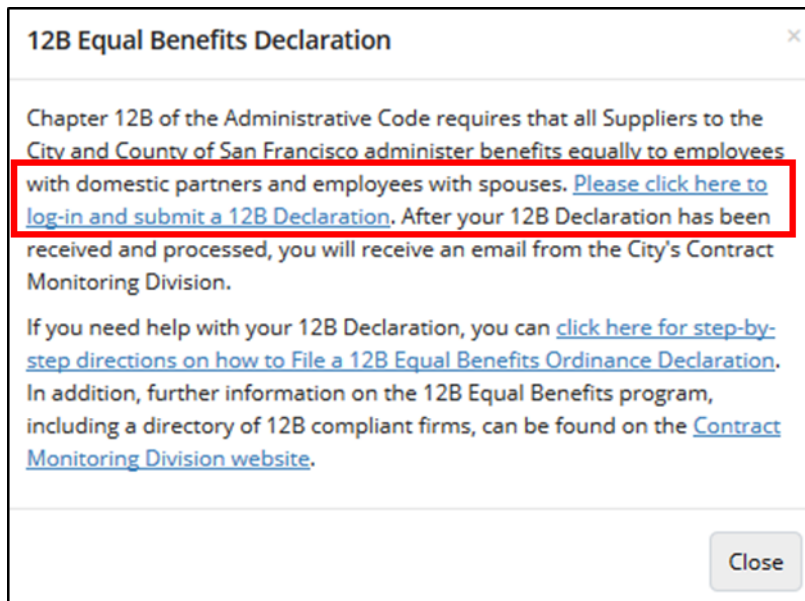 12B Equal Benefits Declaration
×
Chapter 12B of the Administrative Code requires that all Suppliers to the
City and County of San Francisco administer benefits equally to employees
with domestic partners and employees with spouses. Please click here to
log-in and submit a 12B Declaration. After your 12B Declaration has been
received and processed, you will receive an email from the City's Contract
Monitoring Division.
If you need help with your 12B Declaration, you can click here for step-by-
step directions on how to File a 12B Equal Benefits Ordinance Declaration.
In addition, further information on the 12B Equal Benefits program,
including a directory of 12B compliant firms, can be found on the Contract
Monitoring Division website.
Close